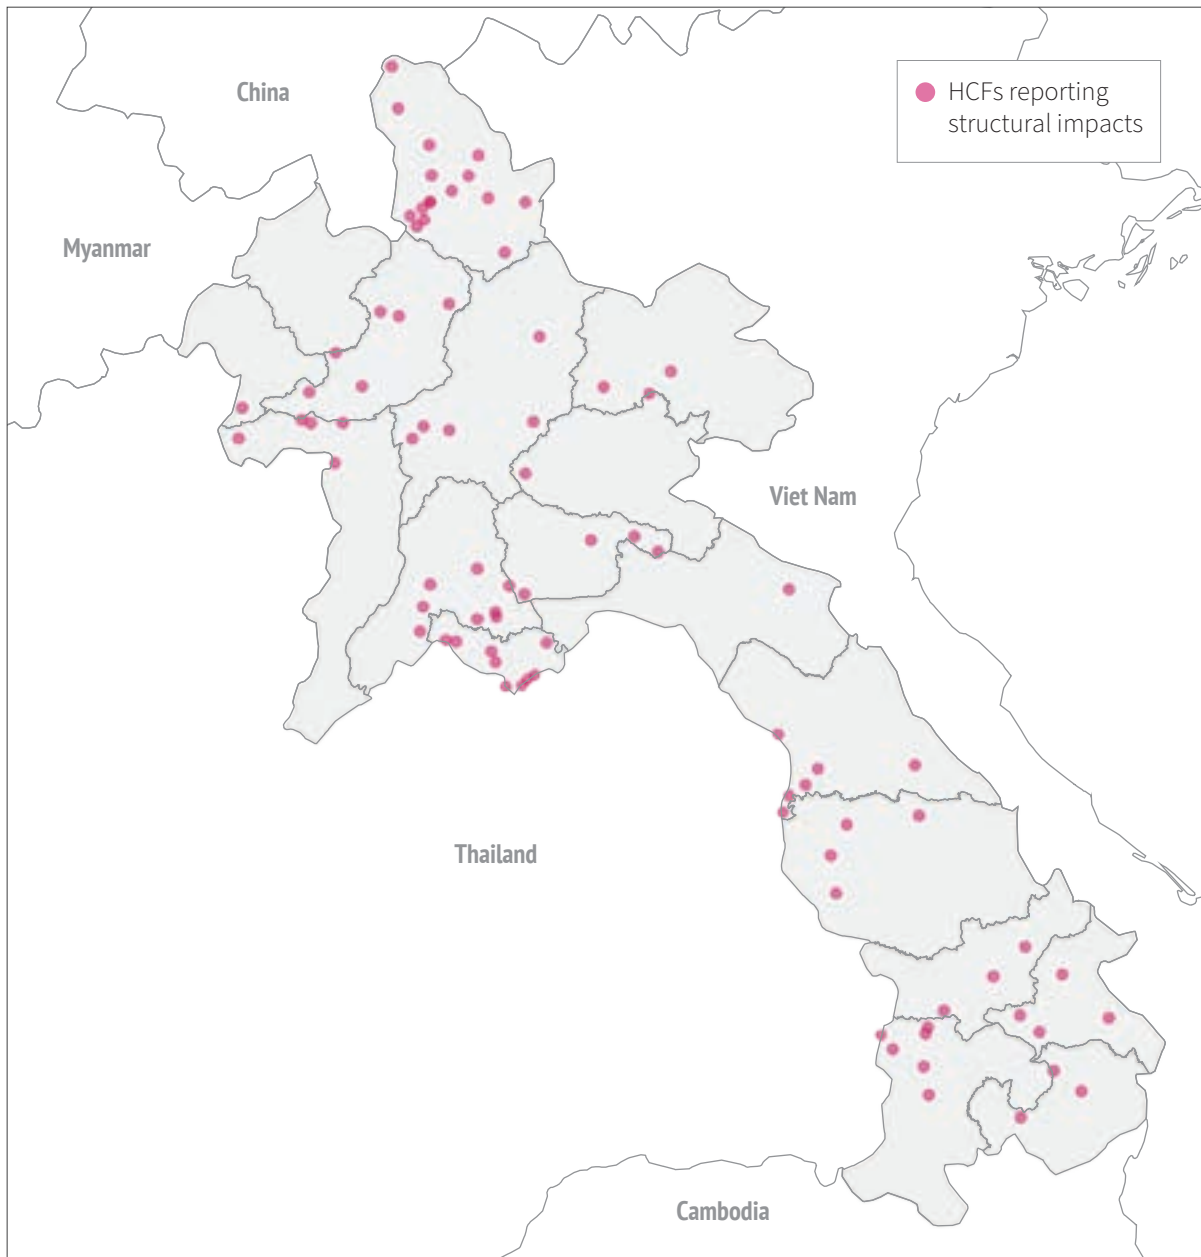 China
HCFs reporting
structural impacts
Myanmar
Viet Nam
Thailand
Cambodia